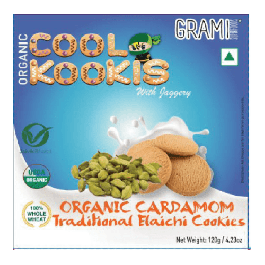 ORGANIC
COOL
KOOKIS
With Jaggery
GRAMI
USDA
ORGANIC
100%
WHOLE
WHEAT
ORGANIC CARDAMOM
Traditional Elaichi Cookies
Net Weight: 120g / 4.23oz